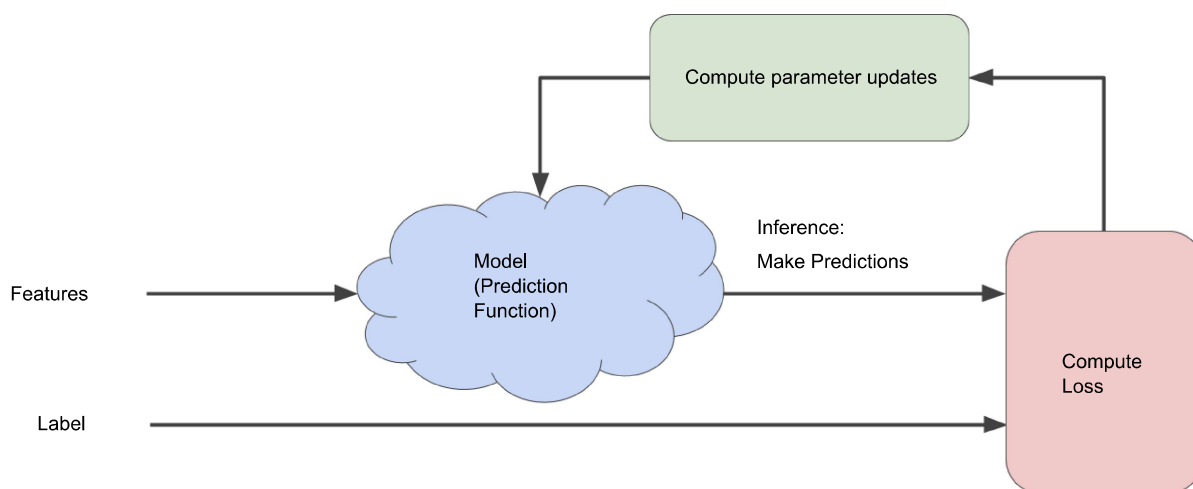 Compute parameter updates
Inference:
Make Predictions
Model
(Prediction
Function)
Features
Compute
Loss
Label